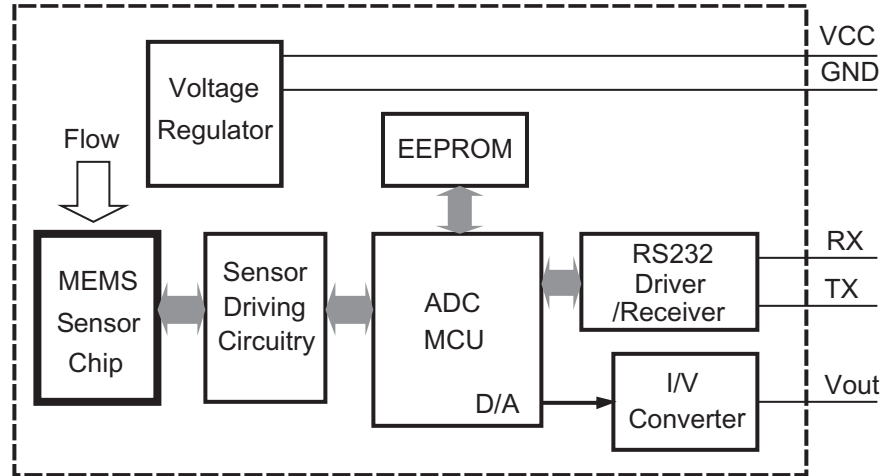 VCC
GND
Voltage
Regulator
Flow
EEPROM
MEMS
Sensor
Chip
Sensor
Driving
Circuitry
ADC
MCU
D/A
RS232
Driver
/Receiver
RX
TX
I/V
Converter
Vout